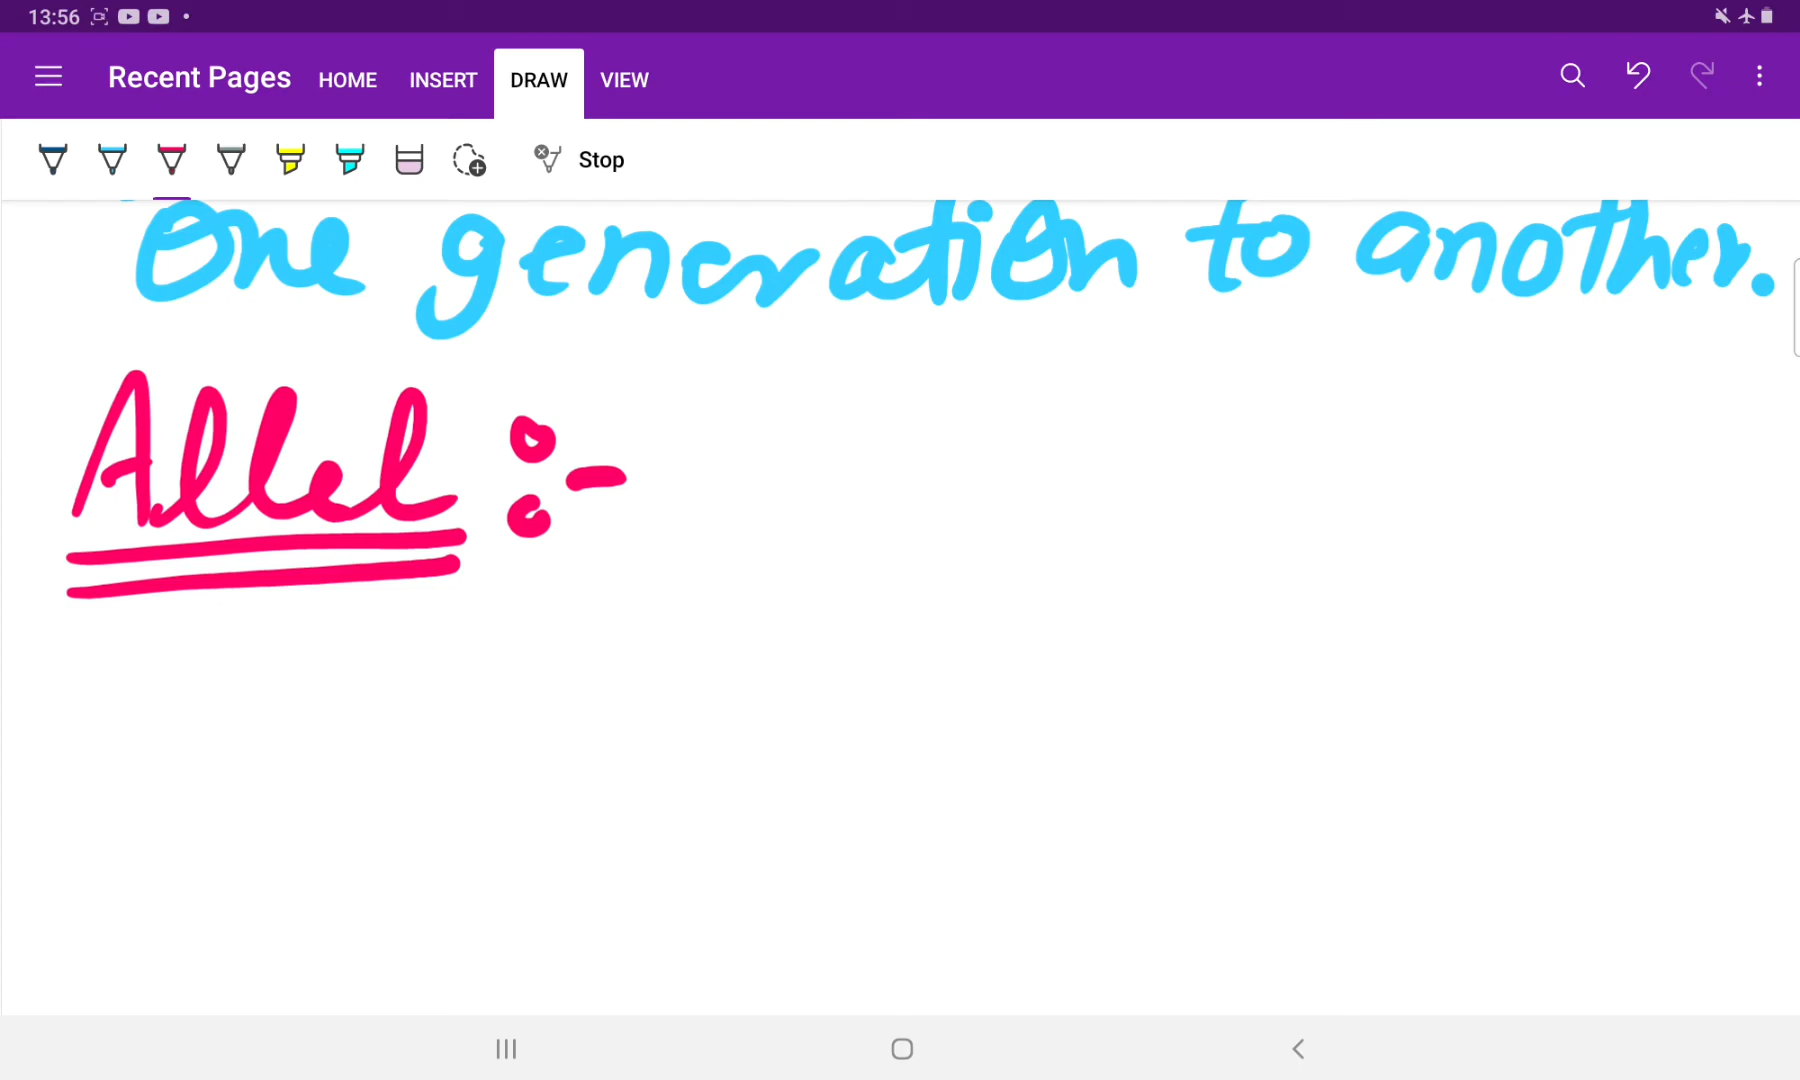 13:56
Recent Pages HOME INSERT DRAW VIEW
Stop
One generation to another.
Allel :-